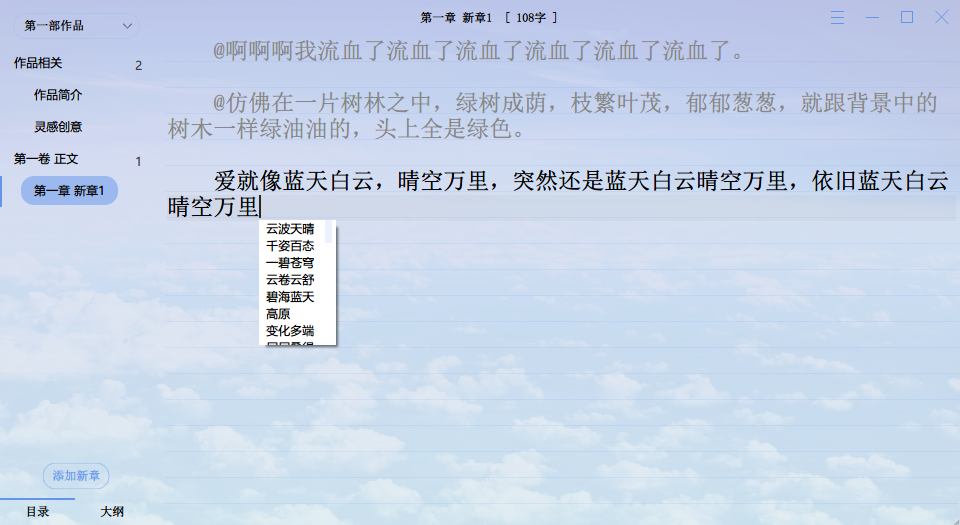 第一部作品
第一章 新章1 [ 108字 ]
作品相关 2
作品简介
灵感创意
第一卷 正文 1
第一章 新章1
@啊啊啊我流血了流血了流血了流血了流血了流血了。
@仿佛在一片树林之中，绿树成荫，枝繁叶茂，郁郁葱葱，就跟背景中的
树木一样绿油油的，头上全是绿色。
爱就像蓝天白云，晴空万里，突然还是蓝天白云晴空万里，依旧蓝天白云
晴空万里
云波天晴
千姿百态
一碧苍穹
云卷云舒
碧海蓝天
高原
变化多端
添加新章
目录 大纲